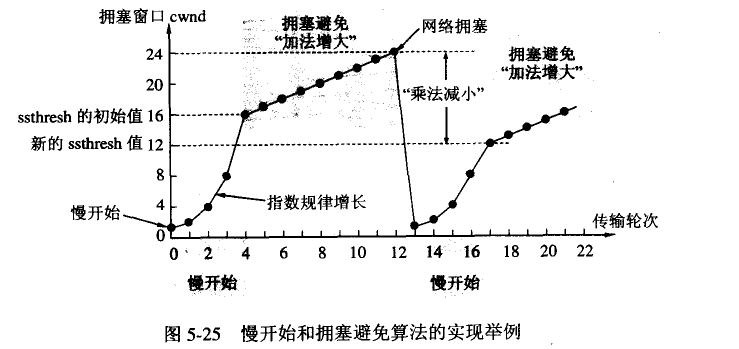 拥塞窗口 cwnd
拥塞避免
“加法增大”
网络拥塞
拥塞避免
“加法增大”
24
20
ssthresh 的初始值 16
“乘法减小”
新的 ssthresh 值 12
8
4
慢开始
指数规律增长
0
传输轮次
0 2 4 6 8 10 12 14 16 18 20 22
慢开始
慢开始
图 5-25 慢开始和拥塞避免算法的实现举例